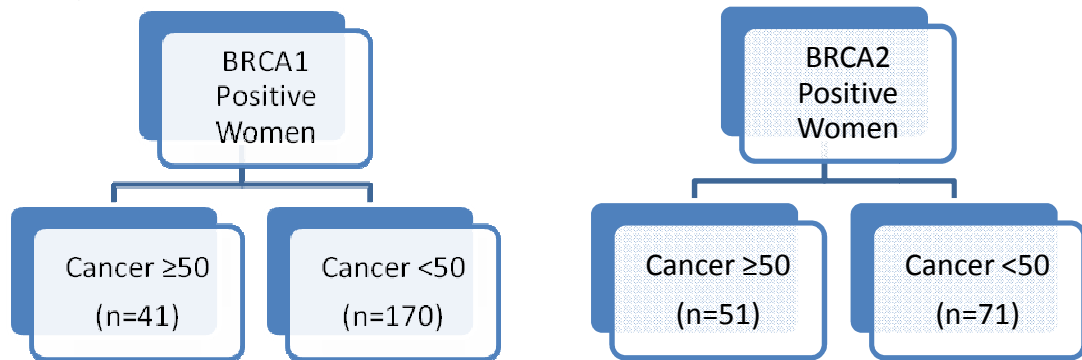 BRCA1
Positive
Women
Cancer ≥50
(n=41)
Cancer <50
(n=170)
BRCA2
Positive
Women
Cancer ≥50
(n=51)
Cancer <50
(n=71)